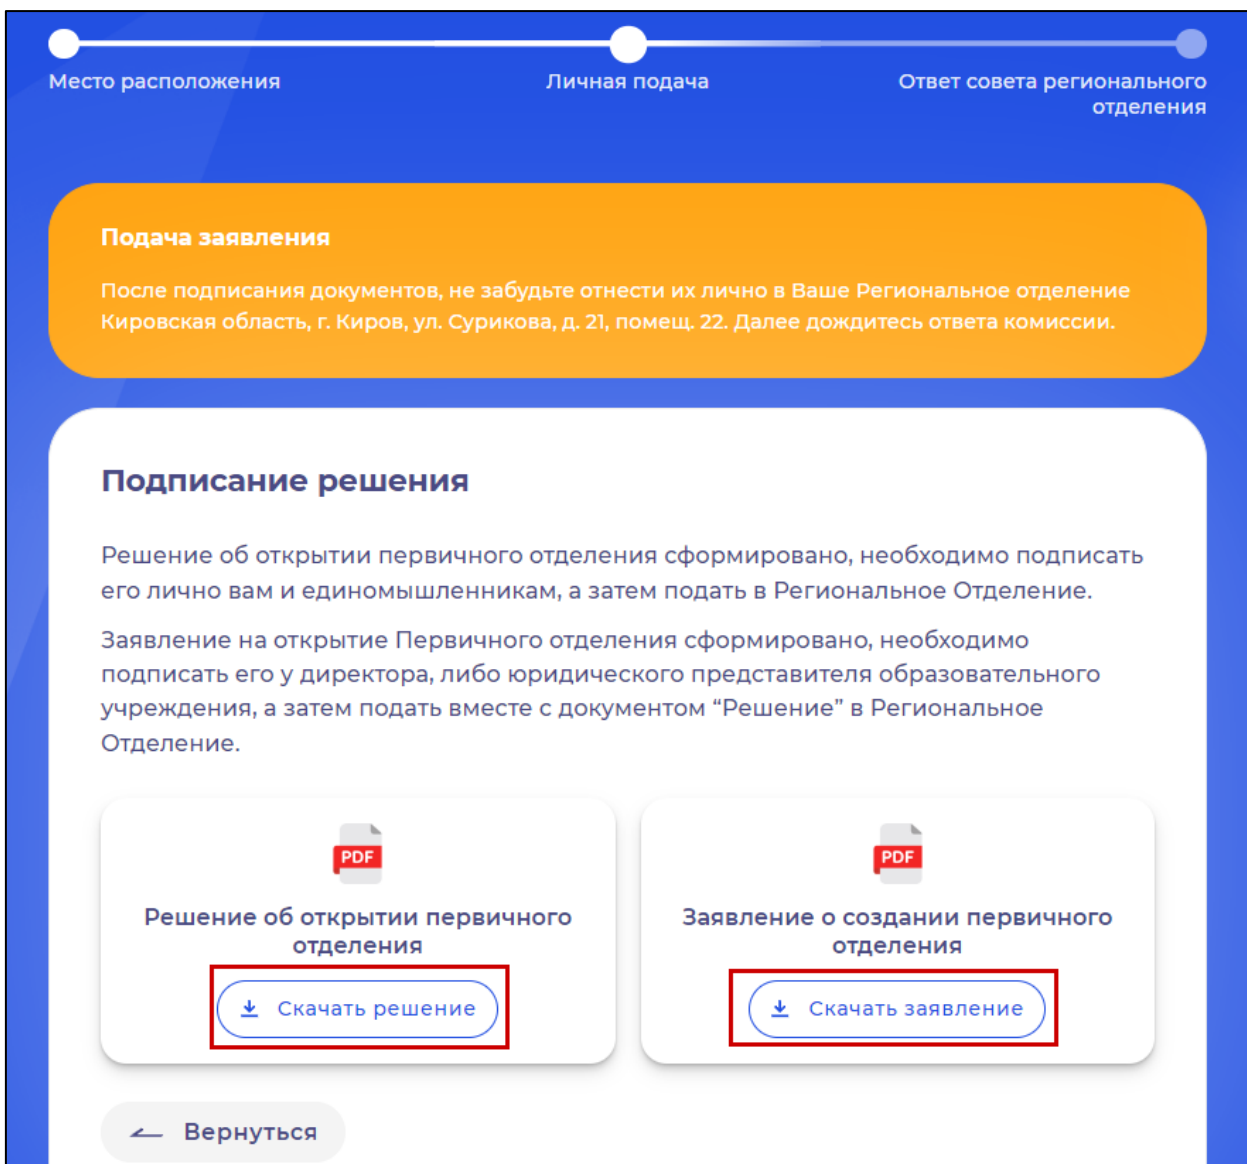 Место расположения
Личная подача
Ответ совета регионального
отделения
Подача заявления
После подписания документов, не забудьте отнести их лично в Ваше Региональное отделение
Кировская область, г. Киров, ул. Сурикова, д. 21, помещ. 22. Далее дождитесь ответа комиссии.
Подписание решения
Решение об открытии первичного отделения сформировано, необходимо подписать
его лично вам и единомышленникам, а затем подать в Региональное Отделение.
Заявление на открытие Первичного отделения сформировано, необходимо
подписать его у директора, либо юридического представителя образовательного
учреждения, а затем подать вместе с документом “Решение” в Региональное
Отделение.
PDF
Решение об открытии первичного
отделения
Скачать решение
PDF
Заявление о создании первичного
отделения
Скачать заявление
Вернуться